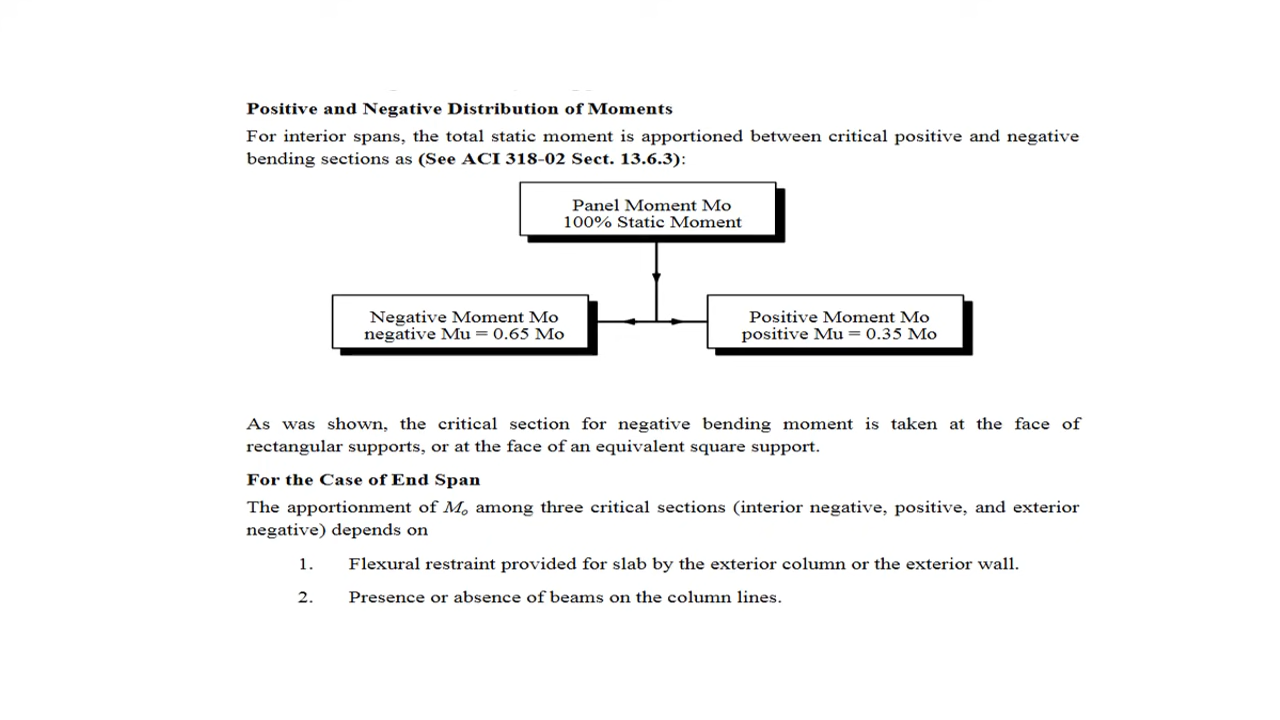 Positive and Negative Distribution of Moments
For interior spans, the total static moment is apportioned between critical positive and negative
bending sections as (See ACI 318-02 Sect. 13.6.3):
Panel Moment Mo
100% Static Moment
Negative Moment Mo
negative Mu = 0.65 Mo
Positive Moment Mo
positive Mu = 0.35 Mo
As was shown, the critical section for negative bending moment is taken at the face of
rectangular supports, or at the face of an equivalent square support.
For the Case of End Span
The apportionment of Mo among three critical sections (interior negative, positive, and exterior
negative) depends on
1. Flexural restraint provided for slab by the exterior column or the exterior wall.
2. Presence or absence of beams on the column lines.